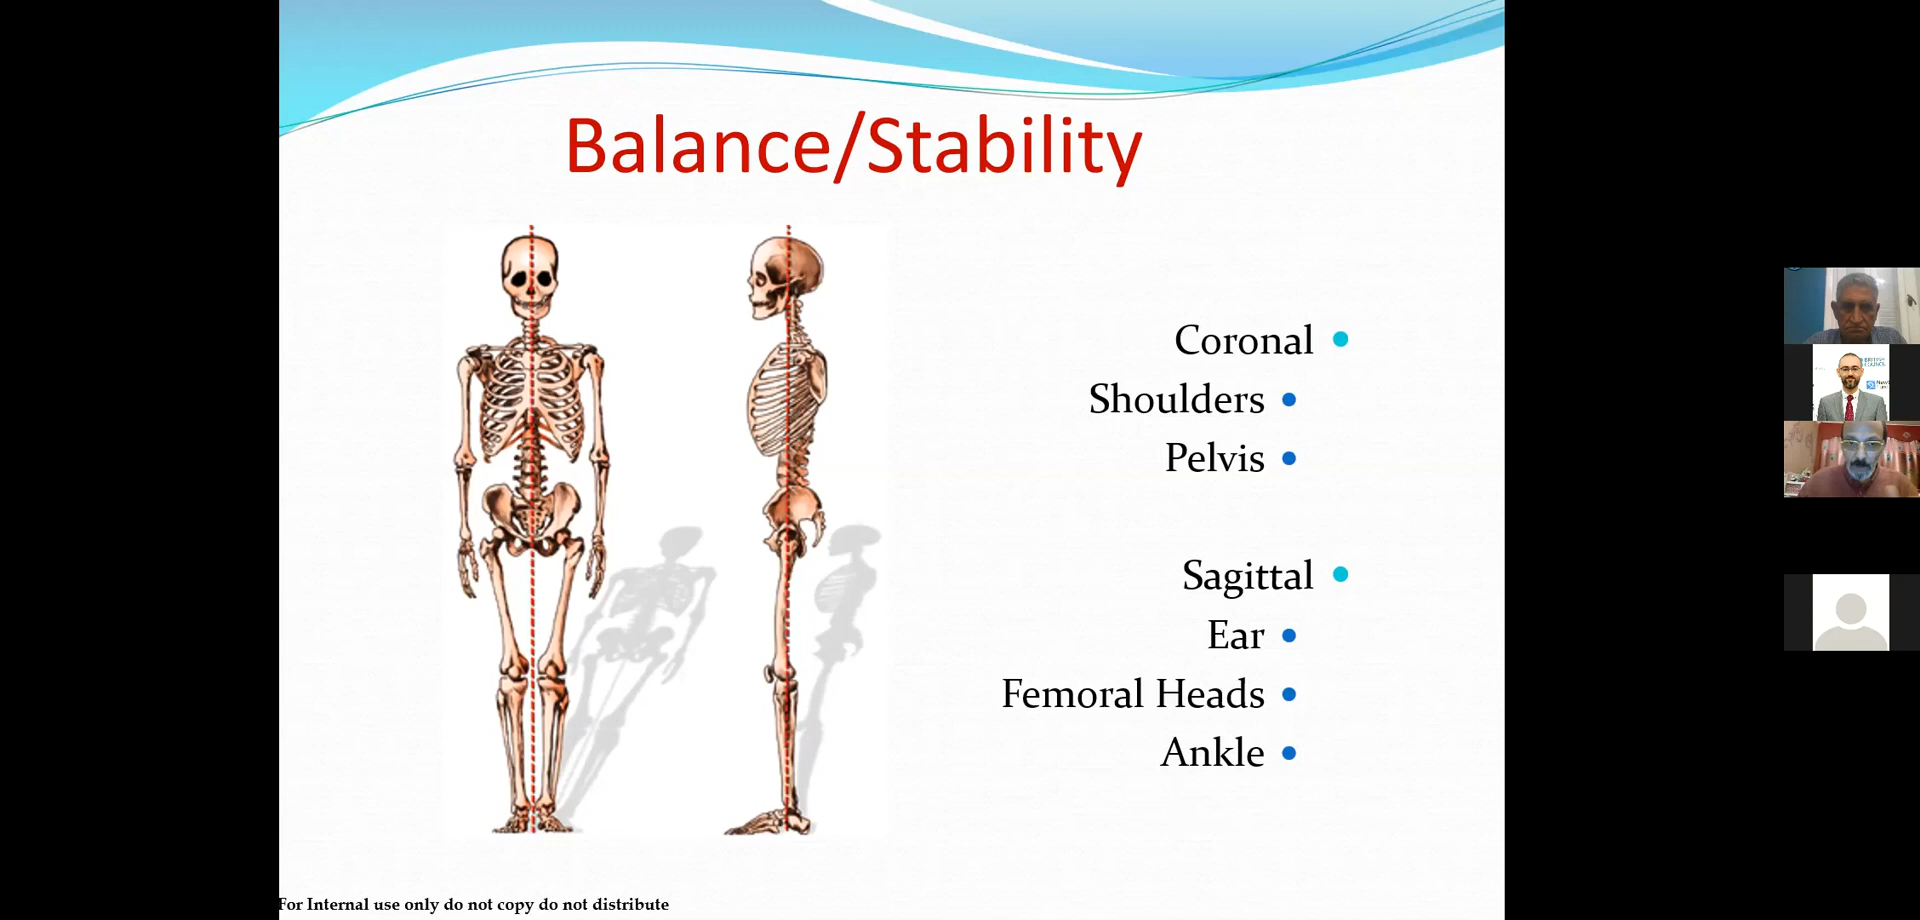 Balance/Stability
Coronal
Shoulders
Pelvis
Sagittal
Ear
Femoral Heads
Ankle
For Internal use only do not copy do not distribute